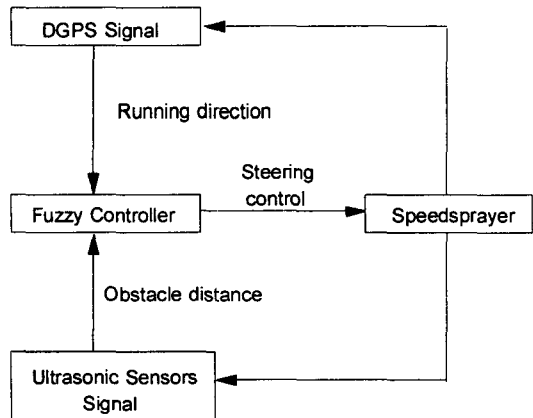 DGPS Signal
Running direction
Steering
control
Fuzzy Controller
Speedsprayer
Obstacle distance
Ultrasonic Sensors
Signal